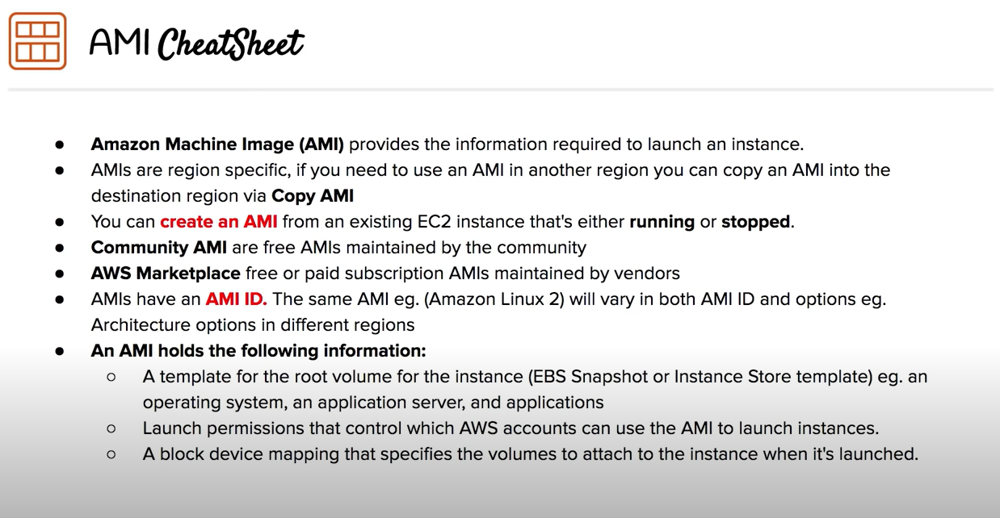 AMI CheatSheet
● Amazon Machine Image (AMI) provides the information required to launch an instance.
● AMIs are region specific, if you need to use an AMI in another region you can copy an AMI into the
destination region via Copy AMI
● You can create an AMI from an existing EC2 instance that's either running or stopped.
● Community AMI are free AMIs maintained by the community
● AWS Marketplace free or paid subscription AMIs maintained by vendors
● AMIs have an AMI ID. The same AMI eg. (Amazon Linux 2) will vary in both AMI ID and options eg.
Architecture options in different regions
● An AMI holds the following information:
○ A template for the root volume for the instance (EBS Snapshot or Instance Store template) eg. an
operating system, an application server, and applications
○ Launch permissions that control which AWS accounts can use the AMI to launch instances.
○ A block device mapping that specifies the volumes to attach to the instance when it's launched.